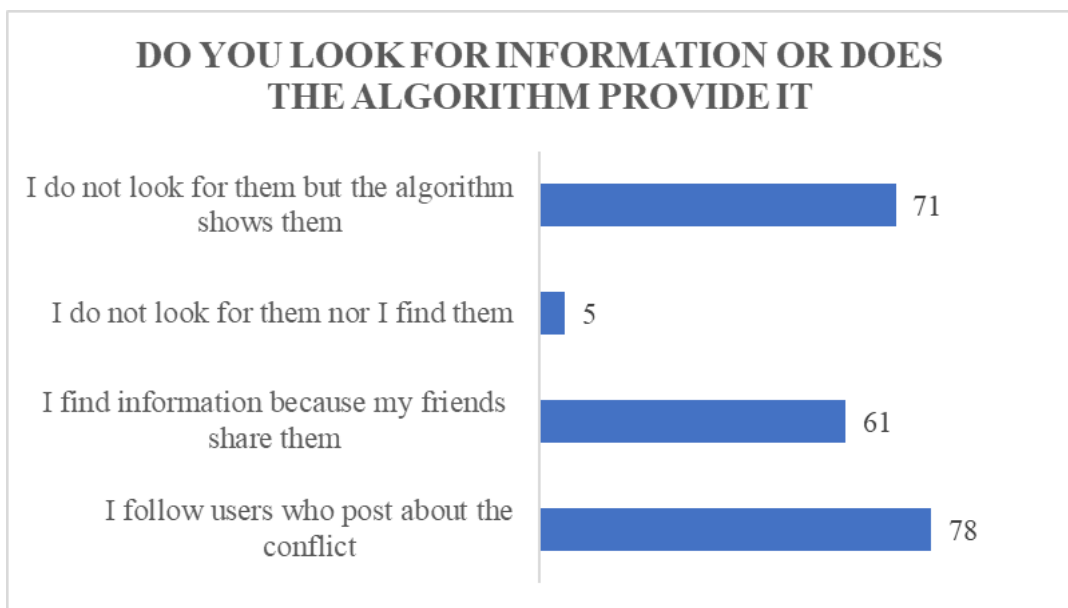 DO YOU LOOK FOR INFORMATION OR DOES
THE ALGORITHM PROVIDE IT
I do not look for them but the algorithm
shows them
71
I do not look for them nor I find them
5
I find information because my friends
share them
61
I follow users who post about the
conflict
78